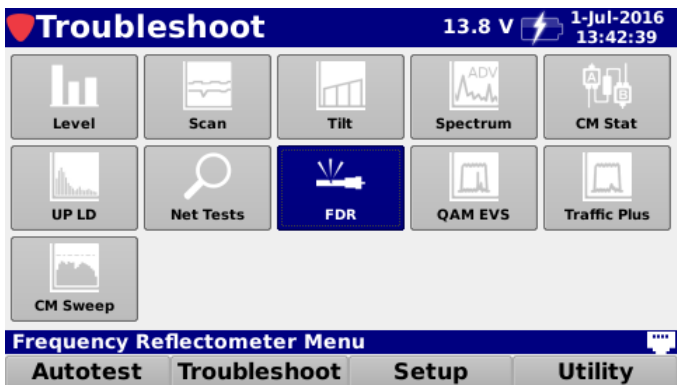 Troubleshoot 13.8 V 1-Jul-2016
13:42:39
ADV
A
B
Level Scan Tilt Spectrum CM Stat
UP LD Net Tests FDR QAM EVS Traffic Plus
CM Sweep
Frequency Reflectometer Menu
Autotest Troubleshoot Setup Utility